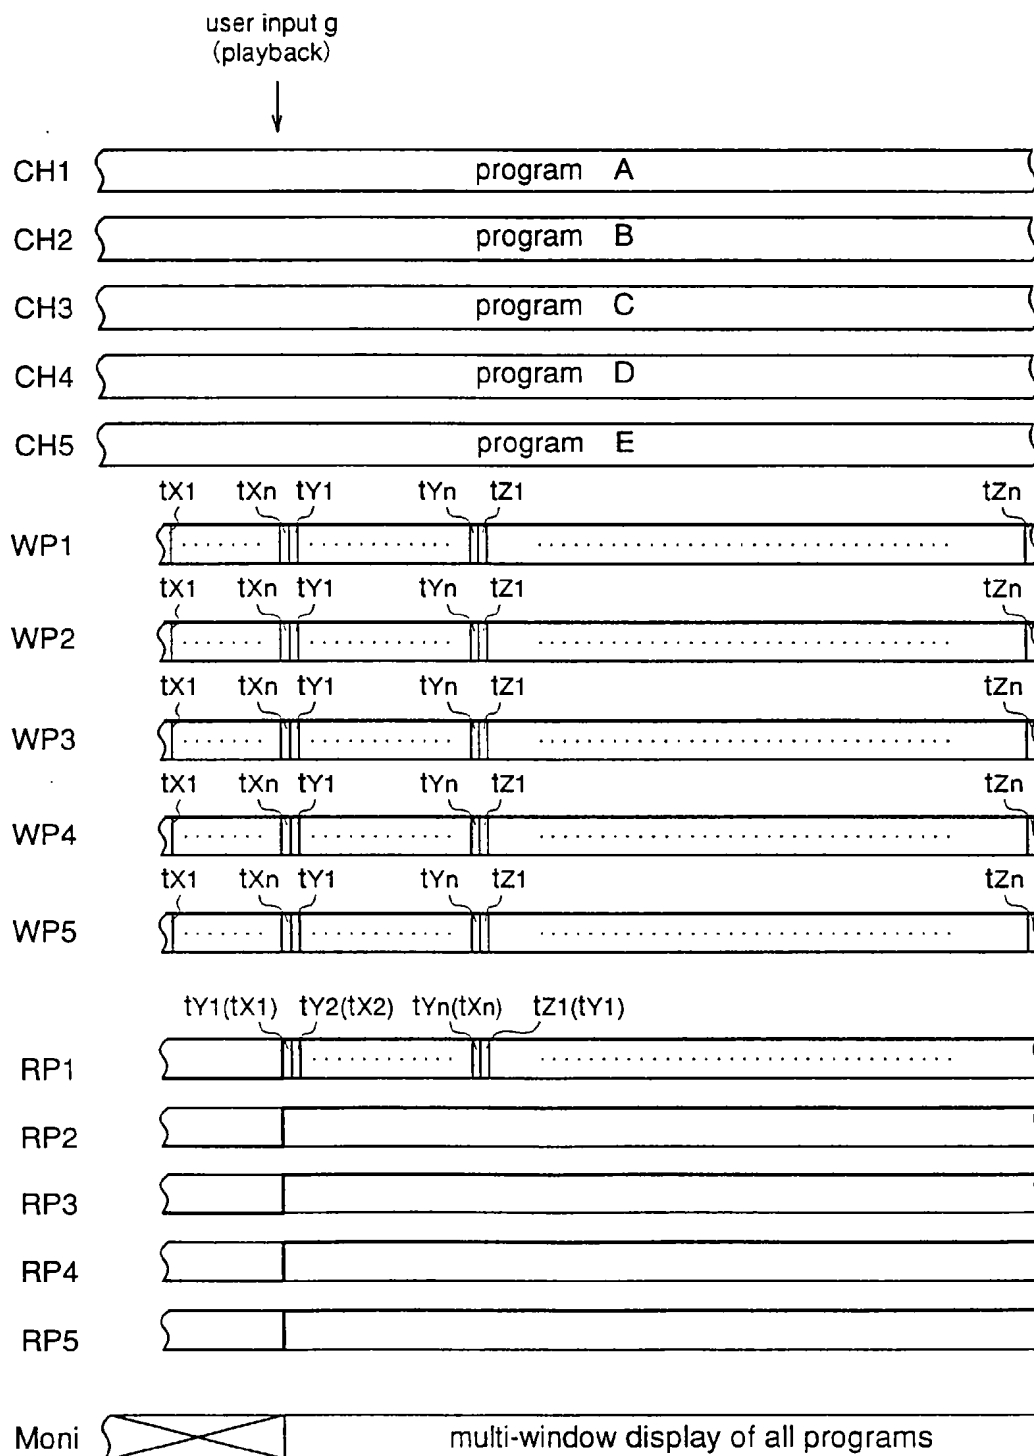 user input g
(playback)
CH1 program A
CH2 program B
CH3 program C
CH4 program D
CH5 program E
tX1 tXn tY1 tYn tZ1 tZn
WP1
tX1 tXn tY1 tYn tZ1 tZn
WP2
tX1 tXn tY1 tYn tZ1 tZn
WP3
tX1 tXn tY1 tYn tZ1 tZn
WP4
tX1 tXn tY1 tYn tZ1 tZn
WP5
tY1(tX1) tY2(tX2) tYn(tXn) tZ1(tY1)
RP1
RP2
RP3
RP4
RP5
Moni multi-window display of all programs